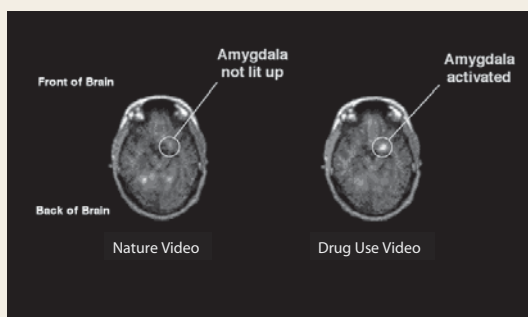 Amygdala
not lit up
Amygdala
activated
Front of Brain
Back of Brain
Nature Video
Drug Use Video